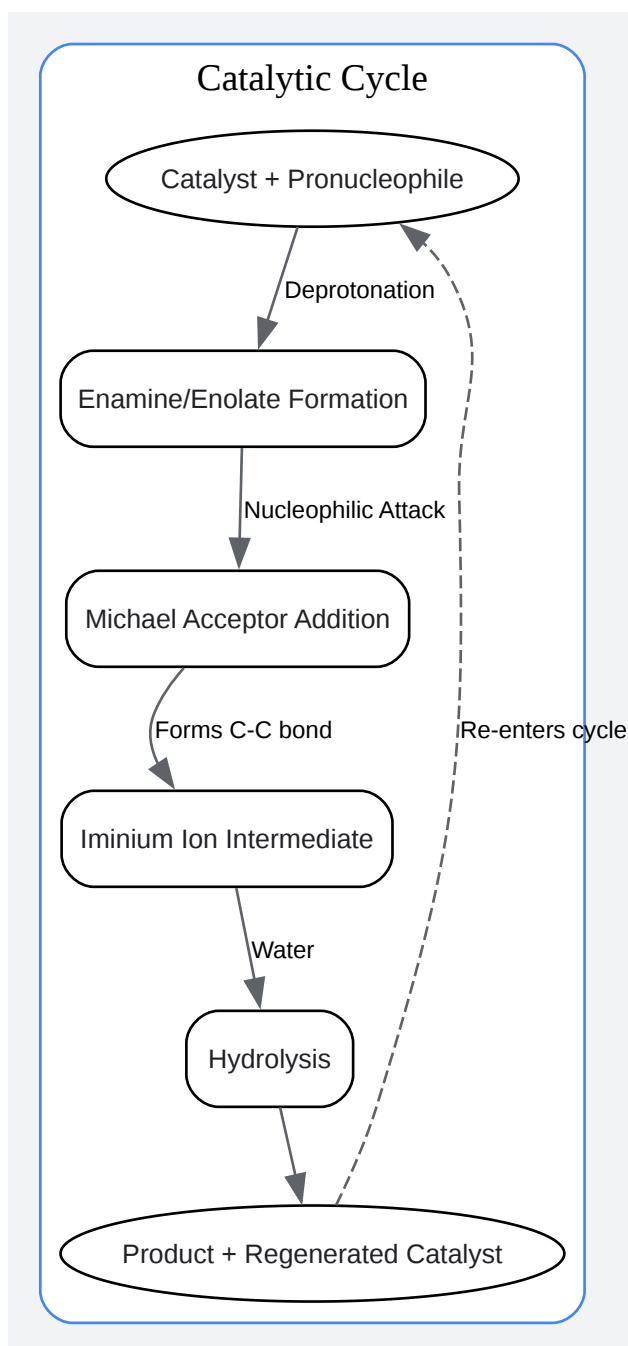 Catalytic Cycle
Catalyst + Pronucleophile
Deprotonation
Enamine/Enolate Formation
Nucleophilic Attack
Michael Acceptor Addition
Forms C-C bond
Re-enters cycle
Iminium Ion Intermediate
Water
Hydrolysis
Product + Regenerated Catalyst